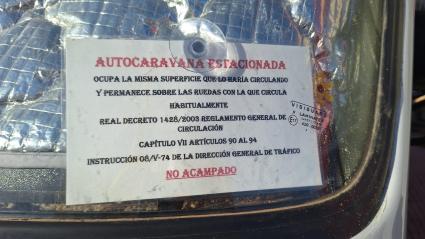 AUTOCARAVANA ESTACIONADA
OCUPA LA MISMA SUPERFICIE QUE LO HARÍA CIRCULANDO
Y PERMANECE SOBRE LAS RUEDAS CON LA QUE CIRCULA
HABITUALMENTE
REAL DECRETO 1428/2003 REGLAMENTO GENERAL DE
CIRCULACIÓN
CAPÍTULO VII ARTÍCULOS 90 AL 94
INSTRUCCIÓN 08/V-74 DE LA DIRECCIÓN GENERAL DE TRÁFICO
NO ACAMPADO